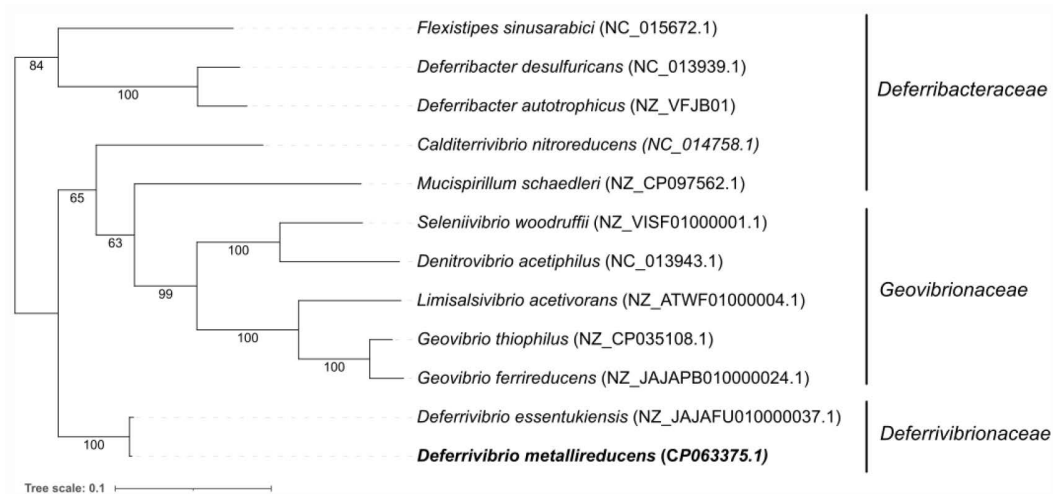 Flexistipes sinusarabici (NC_015672.1)
84
Deferribacter desulfuricans (NC_013939.1)
100
Deferribacter autotrophicus (NZ_VFJB01)
Deferribacteraceae
Calditerrivibrio nitroreducens (NC_014758.1)
Mucispirillum schaedleri (NZ_CP097562.1)
65
Seleniivibrio woodruffii (NZ_VISF01000001.1)
63
100
Denitrovibrio acetiphilus (NC_013943.1)
99
Geovibrionaceae
Limisalsivibrio acetivorans (NZ_ATWF01000004.1)
100
Geovibrio thiophilus (NZ_CP035108.1)
100
Geovibrio ferrireducens (NZ_JAJAPB010000024.1)
Deferrivibrio essentukiensis (NZ_JAJAFU010000037.1)
100
Deferrivibrionaceae
Deferrivibrio metallireducens (CP063375.1)
Tree scale: 0.1